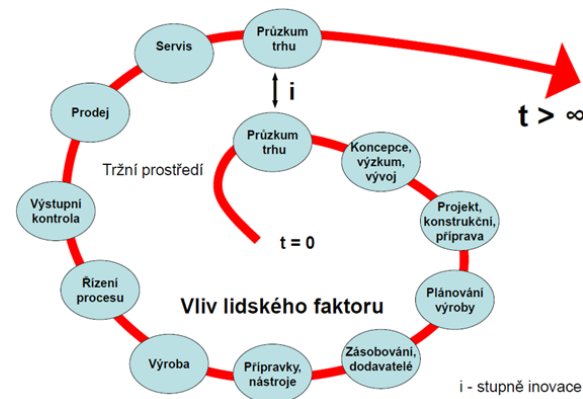 Průzkum
trhu
Servis
i
t > ∞
Prodej
Průzkum
trhu
Koncepce,
výzkum,
vývoj
Tržní prostředí
Výstupní
kontrola
Projekt,
konstrukční,
příprava
t = 0
Řízení
procesu
Vliv lidského faktoru
Plánování
výroby
Výroba
Přípravky,
nástroje
Zásobování,
dodavatelé
i - stupně inovace